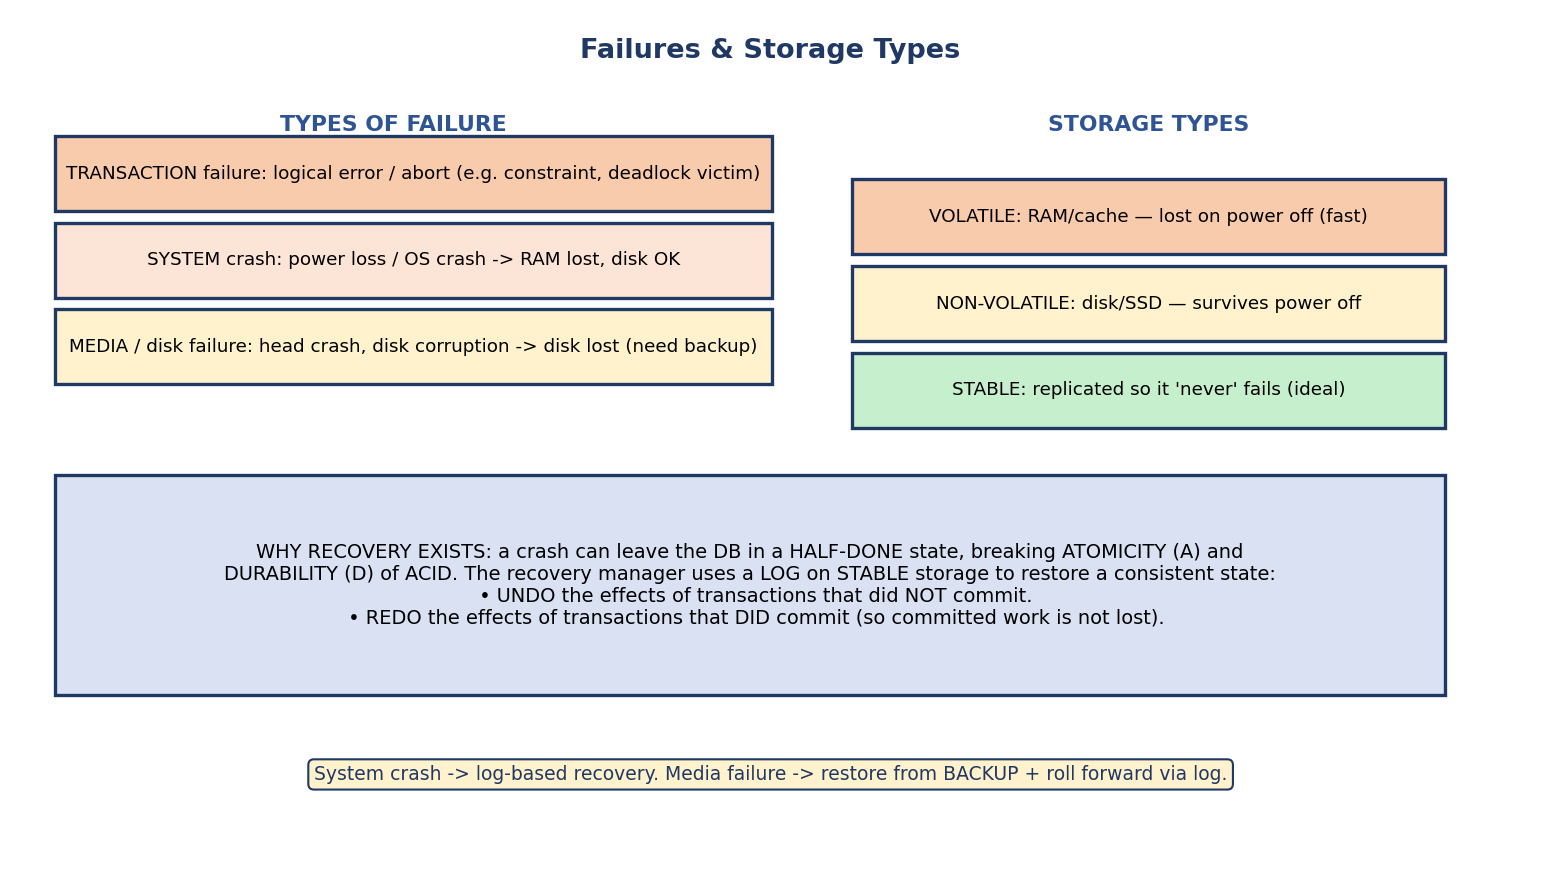 Failures & Storage Types
TYPES OF FAILURE
TRANSACTION failure: logical error / abort (e.g. constraint, deadlock victim)
SYSTEM crash: power loss / OS crash -> RAM lost, disk OK
MEDIA / disk failure: head crash, disk corruption -> disk lost (need backup)
STORAGE TYPES
VOLATILE: RAM/cache — lost on power off (fast)
NON-VOLATILE: disk/SSD — survives power off
STABLE: replicated so it 'never' fails (ideal)
WHY RECOVERY EXISTS: a crash can leave the DB in a HALF-DONE state, breaking ATOMICITY (A) and
DURABILITY (D) of ACID. The recovery manager uses a LOG on STABLE storage to restore a consistent state:
• UNDO the effects of transactions that did NOT commit.
• REDO the effects of transactions that DID commit (so committed work is not lost).
System crash -> log-based recovery. Media failure -> restore from BACKUP + roll forward via log.